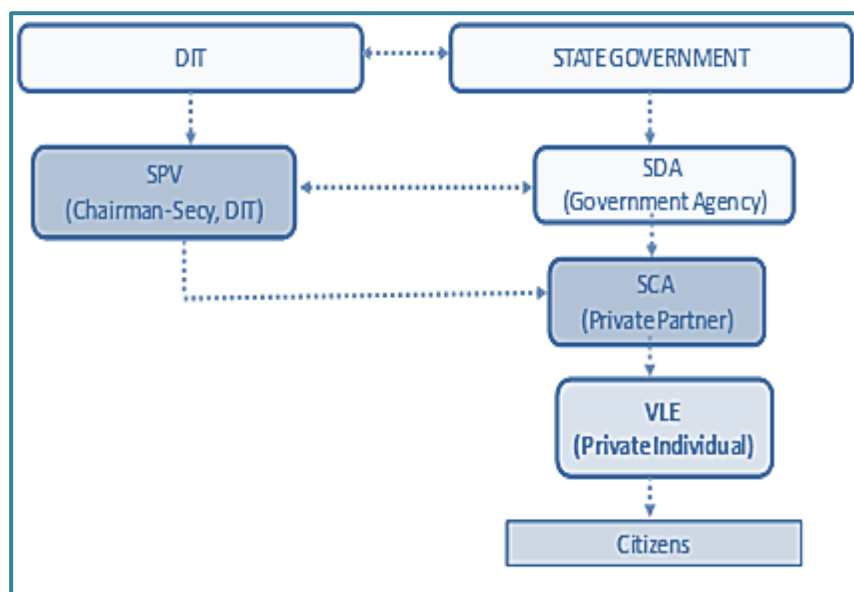 DIT
STATE GOVERNMENT
SPV
(Chairman-Secy, DIT)
SDA
(Government Agency)
SCA
(Private Partner)
VLE
(Private Individual)
Citizens